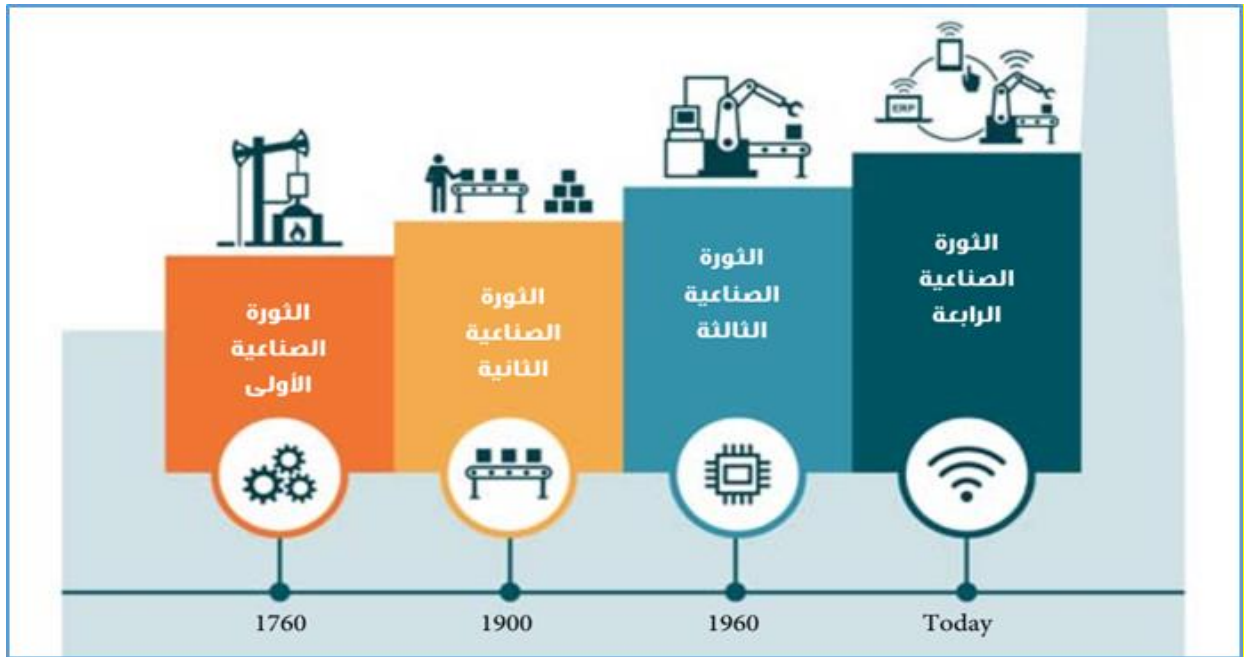 ERP
الثورة
الصناعية
الأولى
الثورة
الصناعية
الثانية
الثورة
الصناعية
الثالثة
الثورة
الصناعية
الرابعة
1760
1900
1960
Today